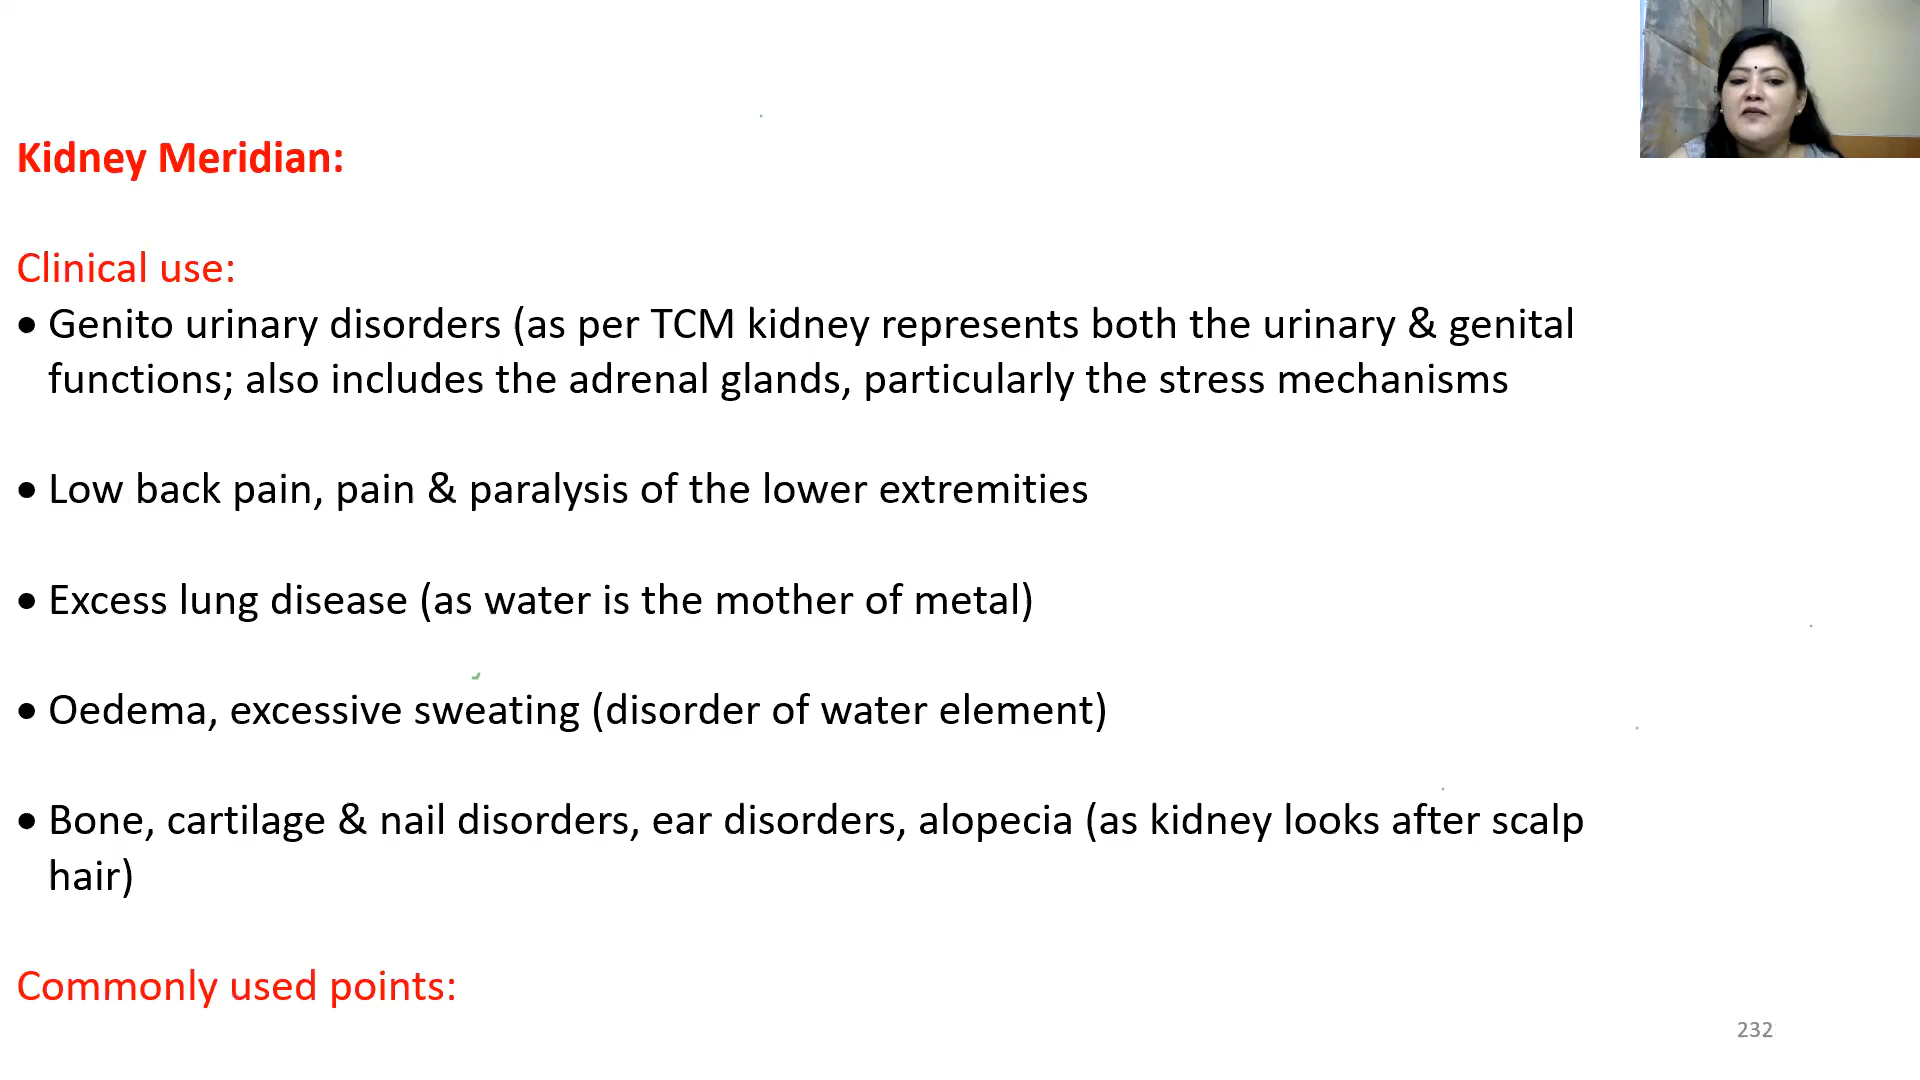 Kidney Meridian:
Clinical use:
• Genito urinary disorders (as per TCM kidney represents both the urinary & genital
functions; also includes the adrenal glands, particularly the stress mechanisms
• Low back pain, pain & paralysis of the lower extremities
• Excess lung disease (as water is the mother of metal)
• Oedema, excessive sweating (disorder of water element)
• Bone, cartilage & nail disorders, ear disorders, alopecia (as kidney looks after scalp
hair)
Commonly used points:
232